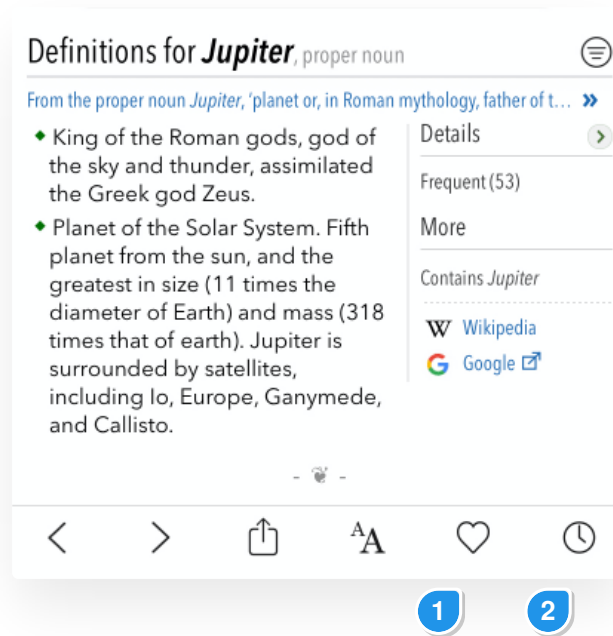 Definitions for Jupiter, proper noun
From the proper noun Jupiter, 'planet or, in Roman mythology, father of t… »
◆ King of the Roman gods, god of
the sky and thunder, assimilated
the Greek god Zeus.
◆ Planet of the Solar System. Fifth
planet from the sun, and the
greatest in size (11 times the
diameter of Earth) and mass (318
times that of earth). Jupiter is
surrounded by satellites,
including Io, Europe, Ganymede,
and Callisto.
Details
Frequent (53)
More
Contains Jupiter
W Wikipedia
G Google
AA
1
2